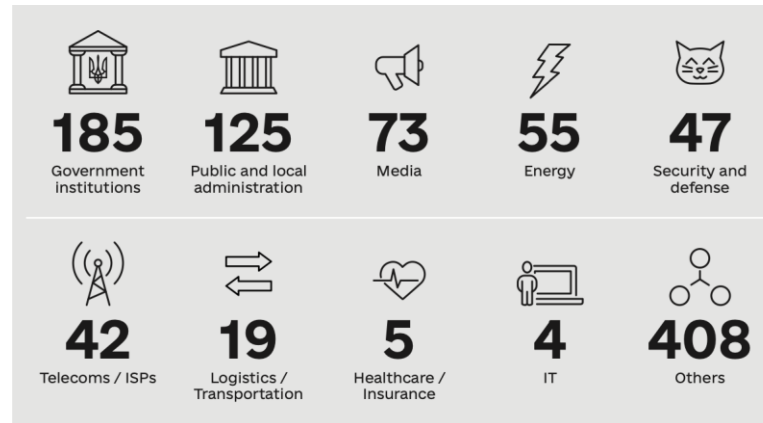 185
Government
institutions
125
Public and local
administration
73
Media
55
Energy
47
Security and
defense
42
Telecoms / ISPs
19
Logistics /
Transportation
5
Healthcare /
Insurance
4
IT
408
Others